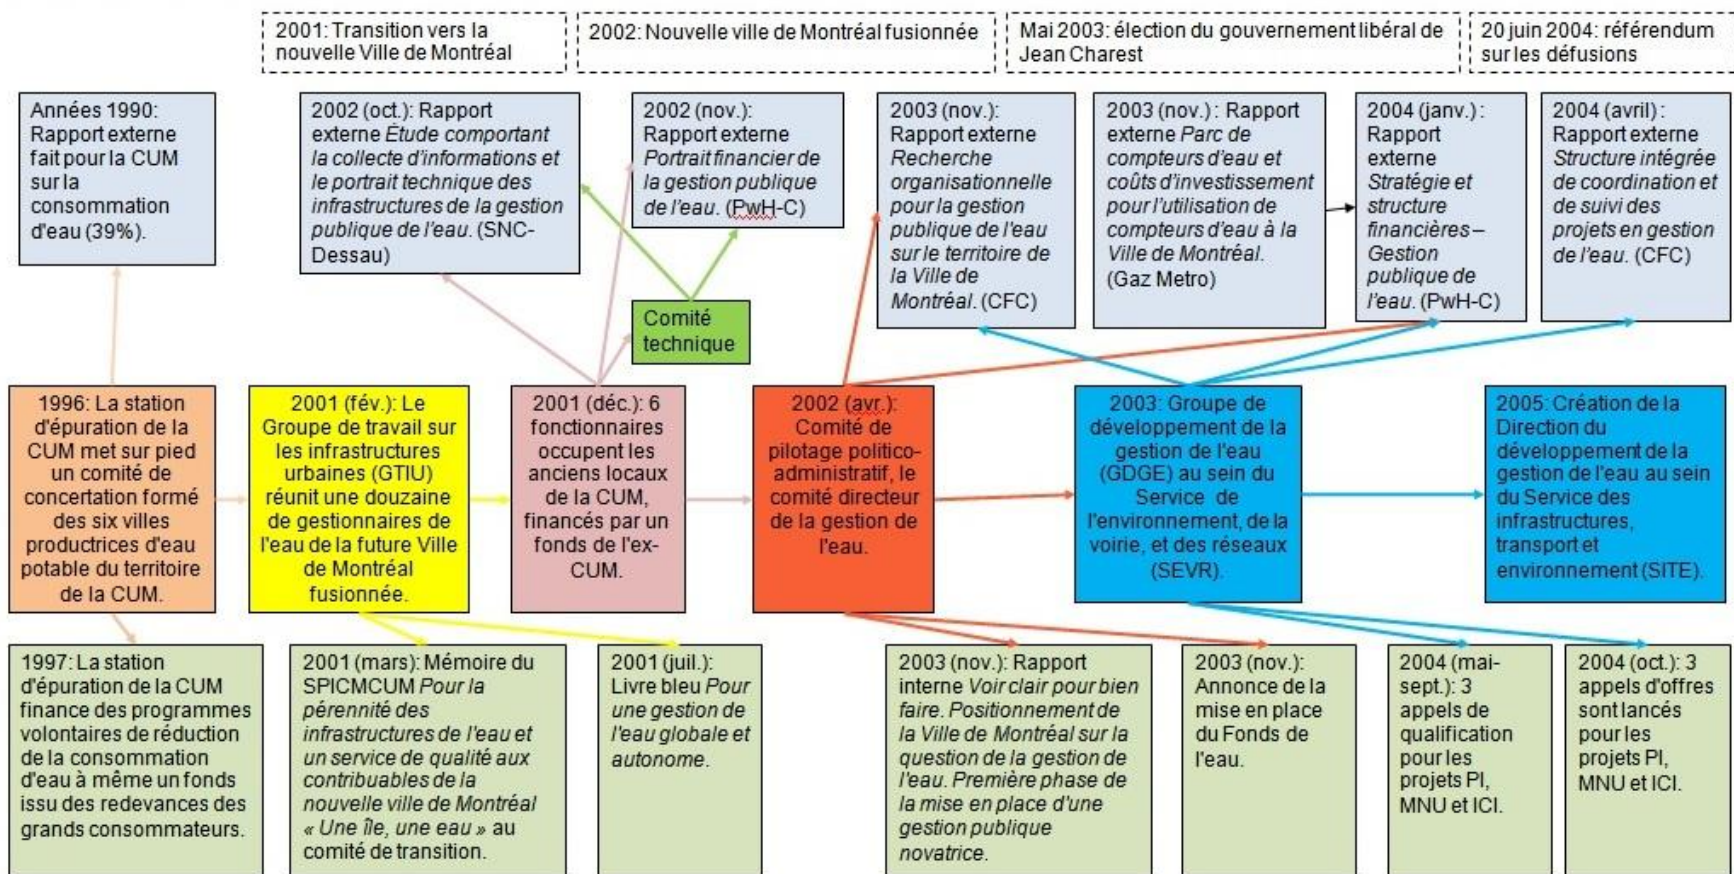 2001: Transition vers la
nouvelle Ville de Montréal
2002: Nouvelle ville de Montréal fusionnée
Mai 2003: élection du gouvernement libéral de
Jean Charest
20 juin 2004: référendum
sur les défusions
Années 1990:
Rapport externe
fait pour la CUM
sur la
consommation
d'eau (39%).
2002 (oct.): Rapport
externe Étude comportant
la collecte d'informations et
le portrait technique des
infrastructures de la gestion
publique de l'eau. (SNC-
Dessau)
2002 (nov.):
Rapport externe
Portrait financier de
la gestion publique
de l'eau. (PwH-C)
2003 (nov.):
Rapport externe
Recherche
organisationnelle
pour la gestion
publique de l'eau
sur le territoire de
la Ville de
Montréal. (CFC)
2003 (nov.) : Rapport
externe Parc de
compteurs d'eau et
coûts d'investissement
pour l'utilisation de
compteurs d'eau à la
Ville de Montréal.
(Gaz Metro)
2004 (janv.) :
Rapport
externe
Stratégie et
structure
financières –
Gestion
publique de
l'eau. (PwH-C)
2004 (avril) :
Rapport externe
Structure intégrée
de coordination et
de suivi des
projets en gestion
de l'eau. (CFC)
Comité
technique
1996: La station
d'épuration de la
CUM met sur pied
un comité de
concertation formé
des six villes
productrices d'eau
potable du territoire
de la CUM.
2001 (fév.): Le
Groupe de travail sur
les infrastructures
urbaines (GTIU)
réunit une douzaine
de gestionnaires de
l'eau de la future Ville
de Montréal
fusionnée.
2001 (déc.): 6
fonctionnaires
occupent les
anciens locaux
de la CUM,
financés par un
fonds de l'ex-
CUM.
2002 (avr.):
Comité de
pilotage politico-
administratif, le
comité directeur
de la gestion de
l'eau.
2003: Groupe de
développement de la
gestion de l'eau
(GDGE) au sein du
Service de
l'environnement, de la
voirie, et des réseaux
(SEVR).
2005: Création de la
Direction du
développement de la
gestion de l'eau au sein
du Service des
infrastructures,
transport et
environnement (SITE).
1997: La station
d'épuration de la CUM
finance des programmes
volontaires de réduction
de la consommation
d'eau à même un fonds
issu des redevances des
grands consommateurs.
2001 (mars): Mémoire du
SPICMCUM Pour la
pérennité des
infrastructures de l'eau et
un service de qualité aux
contribuables de la
nouvelle ville de Montréal
« Une île, une eau » au
comité de transition.
2001 (juil.):
Livre bleu Pour
une gestion de
l'eau globale et
autonome.
2003 (nov.): Rapport
interne Voir clair pour bien
faire. Positionnement de
la Ville de Montréal sur la
question de la gestion de
l'eau. Première phase de
la mise en place d'une
gestion publique
novatrice.
2003 (nov.):
Annonce de la
mise en place
du Fonds de
l'eau.
2004 (mai-
sept.): 3
appels de
qualification
pour les
projets PI,
MNU et ICI.
2004 (oct.): 3
appels d'offres
sont lancés
pour les
projets PI,
MNU et ICI.